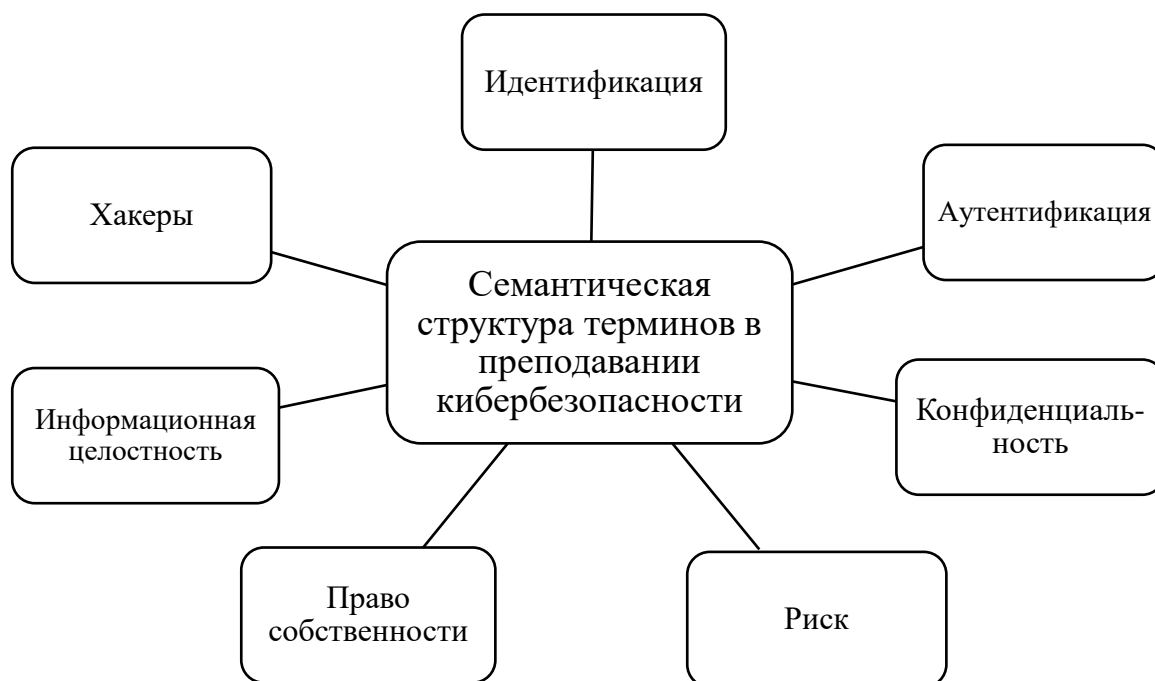 Идентификация
Хакеры
Аутентификация
Семантическая
структура терминов в
преподавании
кибербезопасности
Информационная
целостность
Конфиденциаль-
ность
Право
собственности
Риск